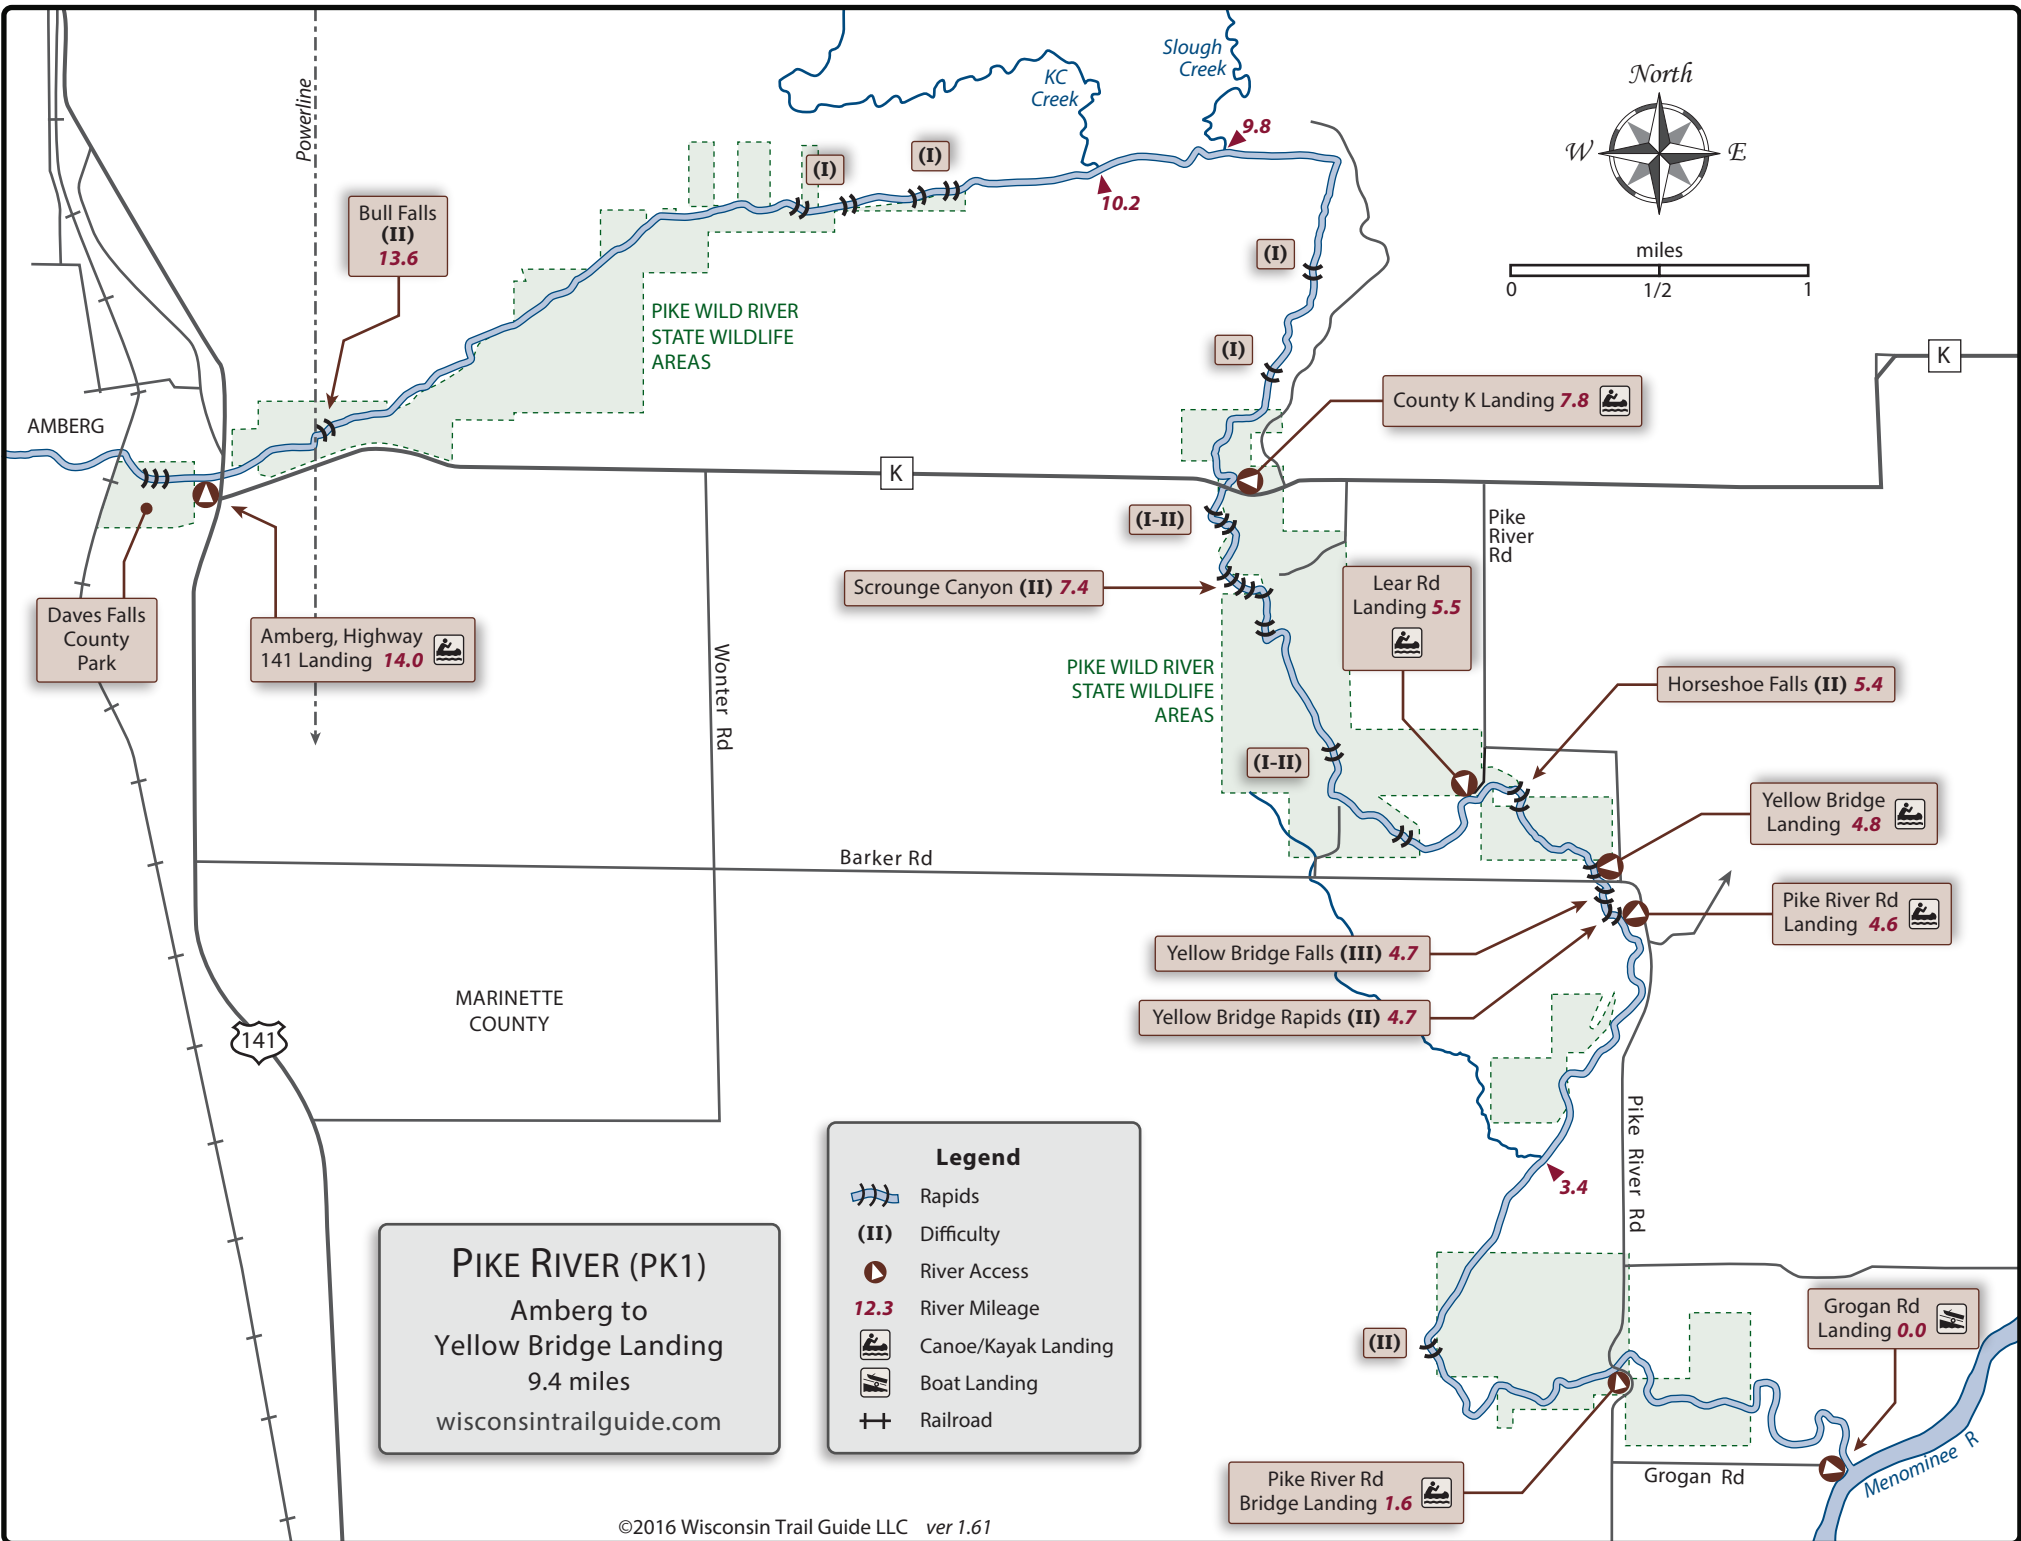 Powerline
KC
Creek
Slough
Creek
9.8
10.2
North
W
E
miles
0
1/2
1
Bull Falls
(II)
13.6
(I)
(I)
(I)
(I)
PIKE WILD RIVER
STATE WILDLIFE
AREAS
K
County K Landing 7.8
AMBERG
K
(I-II)
Pike
River
Rd
Scrounge Canyon (II) 7.4
Lear Rd
Landing 5.5
Daves Falls
County
Park
Amberg, Highway
141 Landing 14.0
Wonter Rd
PIKE WILD RIVER
STATE WILDLIFE
AREAS
Horseshoe Falls (II) 5.4
(I-II)
Yellow Bridge
Landing 4.8
Barker Rd
Pike River Rd
Landing 4.6
Yellow Bridge Falls (III) 4.7
Yellow Bridge Rapids (II) 4.7
MARINETTE
COUNTY
141
Pike River Rd
3.4
Legend
Rapids
(II) Difficulty
River Access
12.3 River Mileage
Canoe/Kayak Landing
Boat Landing
Railroad
PIKE RIVER (PK1)
Amberg to
Yellow Bridge Landing
9.4 miles
wisconsintrailguide.com
(II)
Grogan Rd
Landing 0.0
Pike River Rd
Bridge Landing 1.6
Grogan Rd
Menominee R
©2016 Wisconsin Trail Guide LLC ver 1.61